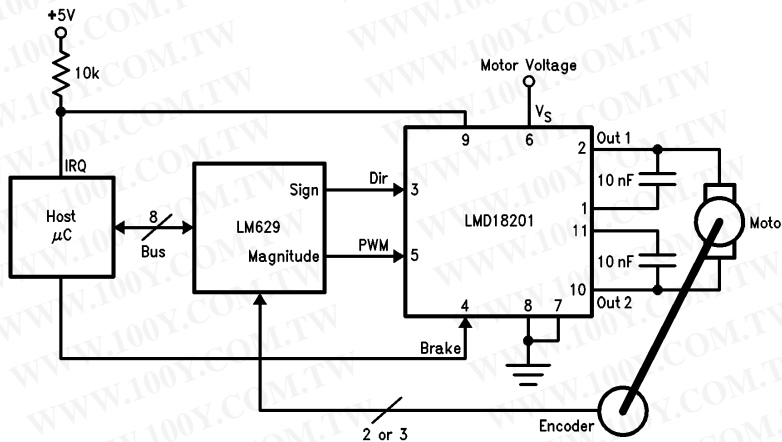 +5V
10k
Motor Voltage
VS
9
6
2
Out 1
IRQ
10 nF
Host
µC
8
Bus
LM629
Sign
Magnitude
Dir
3
PWM
5
LMD18201
1
11
Moto
10 nF
10
Out 2
4
8
7
Brake
2 or 3
Encoder
WWW.100Y.COM.TW